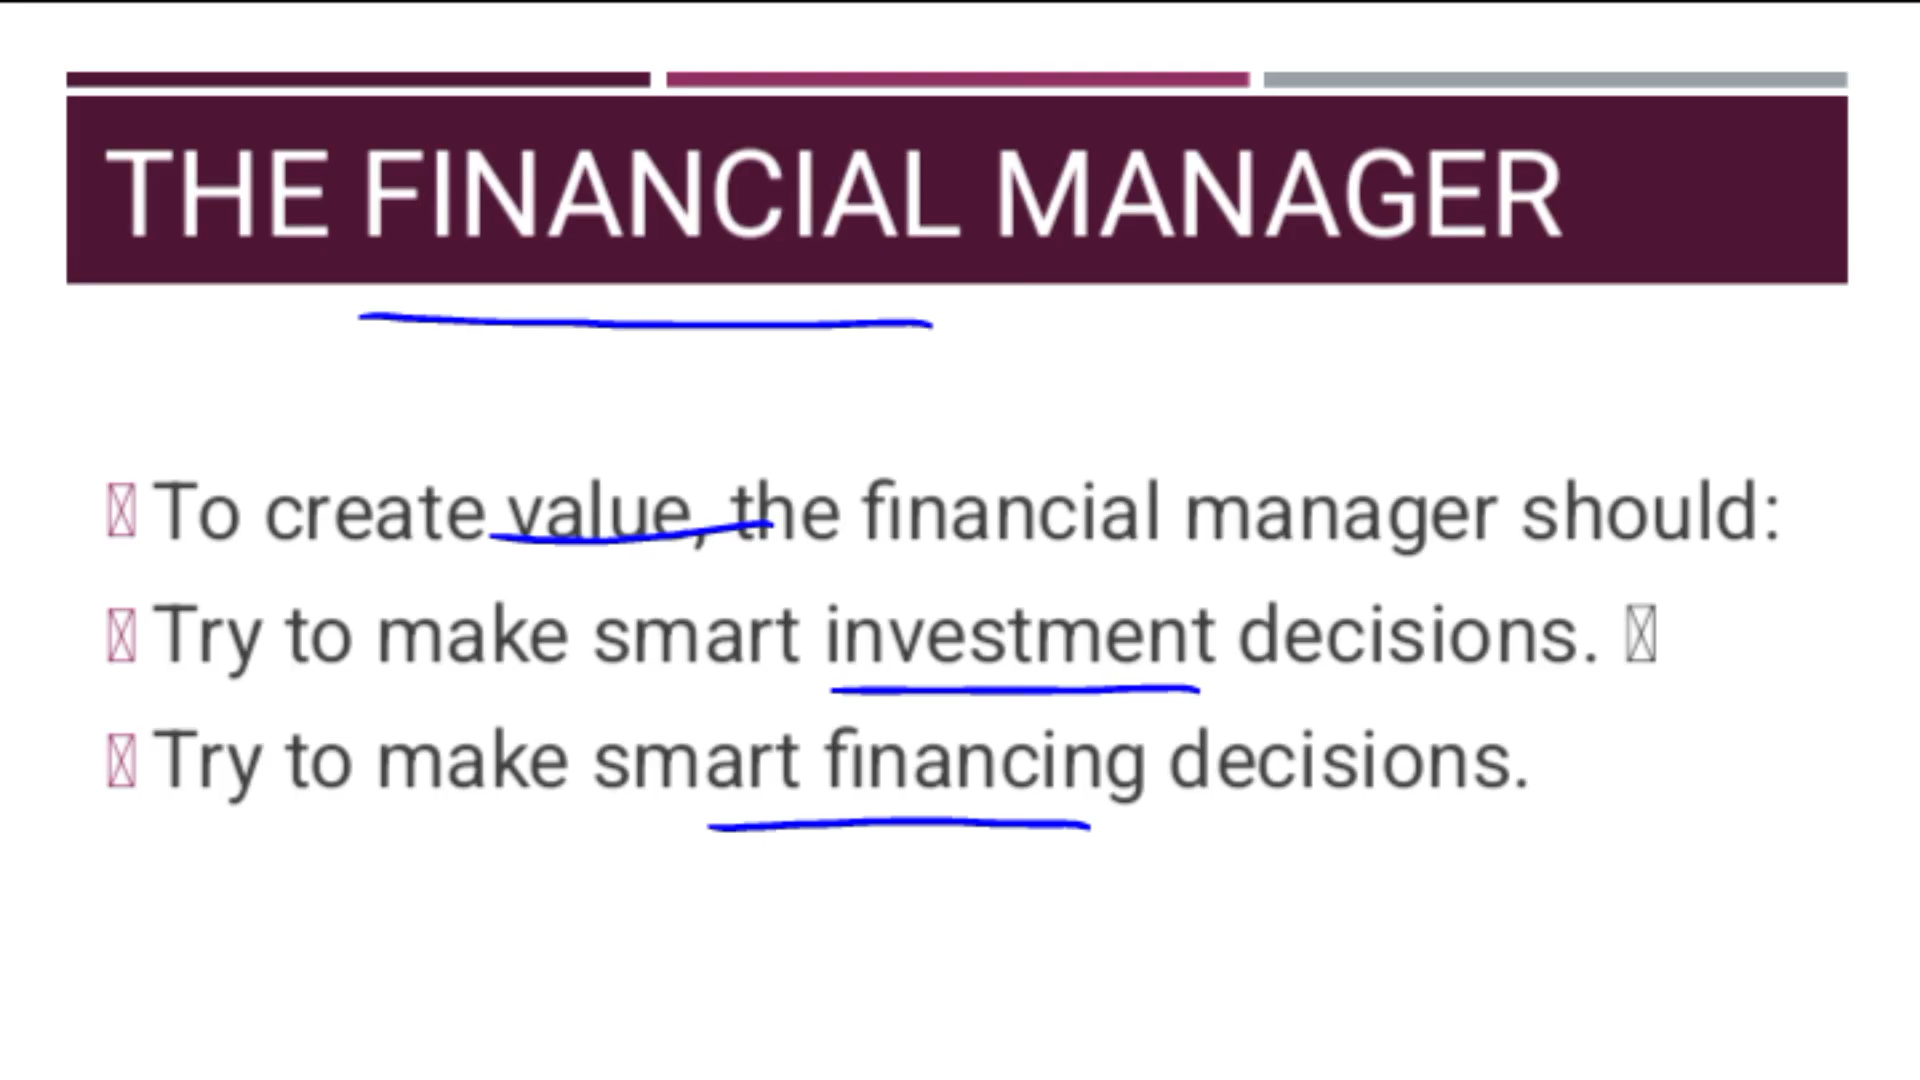 THE FINANCIAL MANAGER
To create value, the financial manager should:
Try to make smart investment decisions.
Try to make smart financing decisions.